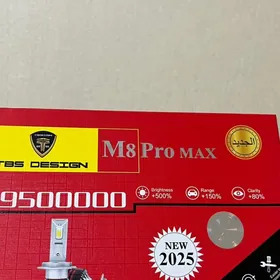 TBS DESIGN
M8 Pro MAX
الجديد
9500000
Brightness
+500%
Range
+150%
Clarity
+80%
NEW
2025